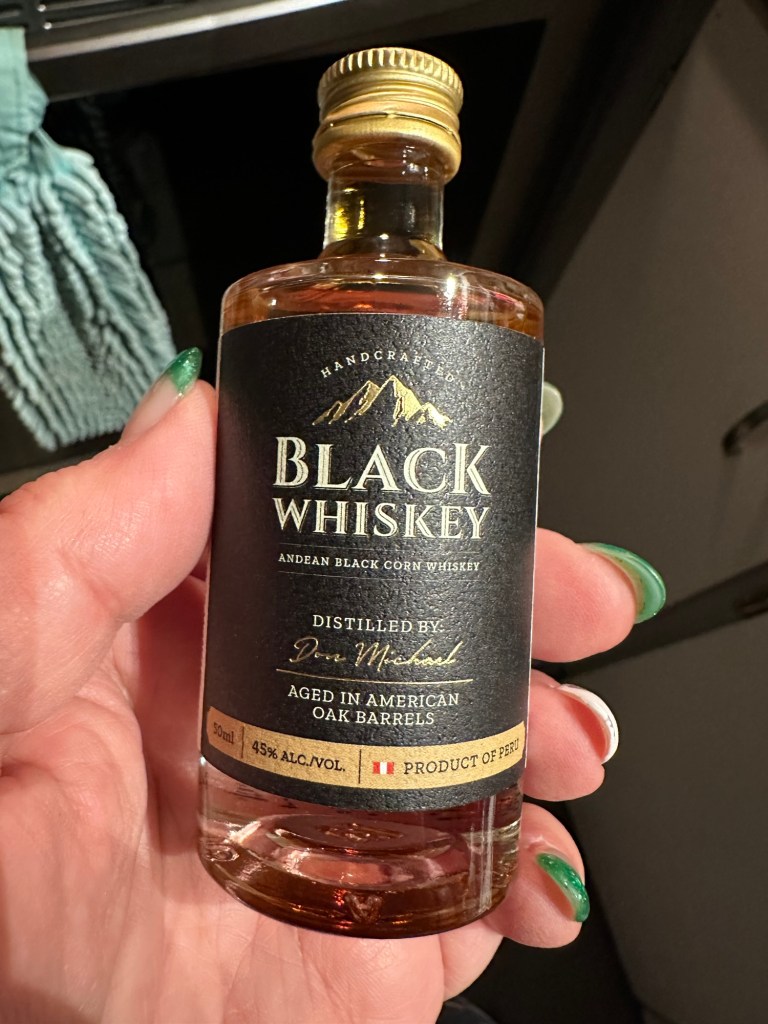 HANDCRAFTED
BLACK
WHISKEY
ANDEAN BLACK CORN WHISKEY
DISTILLED BY:
Don Michael
AGED IN AMERICAN
OAK BARRELS
50ml | 45% ALC./VOL. | PRODUCT OF PERU